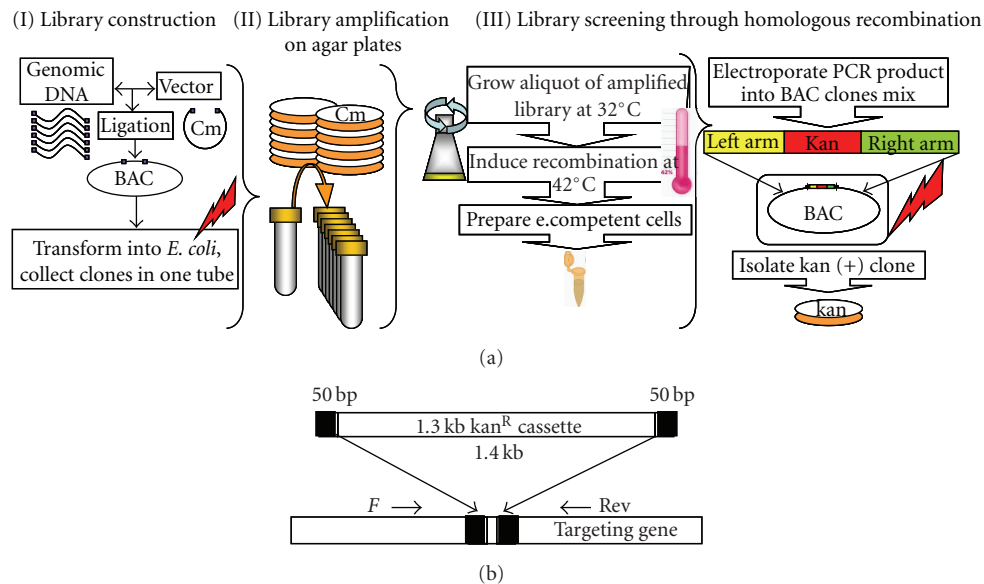 (I) Library construction
(II) Library amplification
on agar plates
(III) Library screening through homologous recombination
Genomic
DNA
Vector
Ligation
Cm
BAC
Transform into E. coli,
collect clones in one tube
Cm
Grow aliquot of amplified
library at 32°C
Induce recombination at
42°C
42%
Prepare e.competent cells
Electroporate PCR product
into BAC clones mix
Left arm
Kan
Right arm
BAC
Isolate kan (+) clone
kan
(a)
50 bp
50 bp
1.3 kb kanR cassette
1.4 kb
F
Rev
Targeting gene
(b)